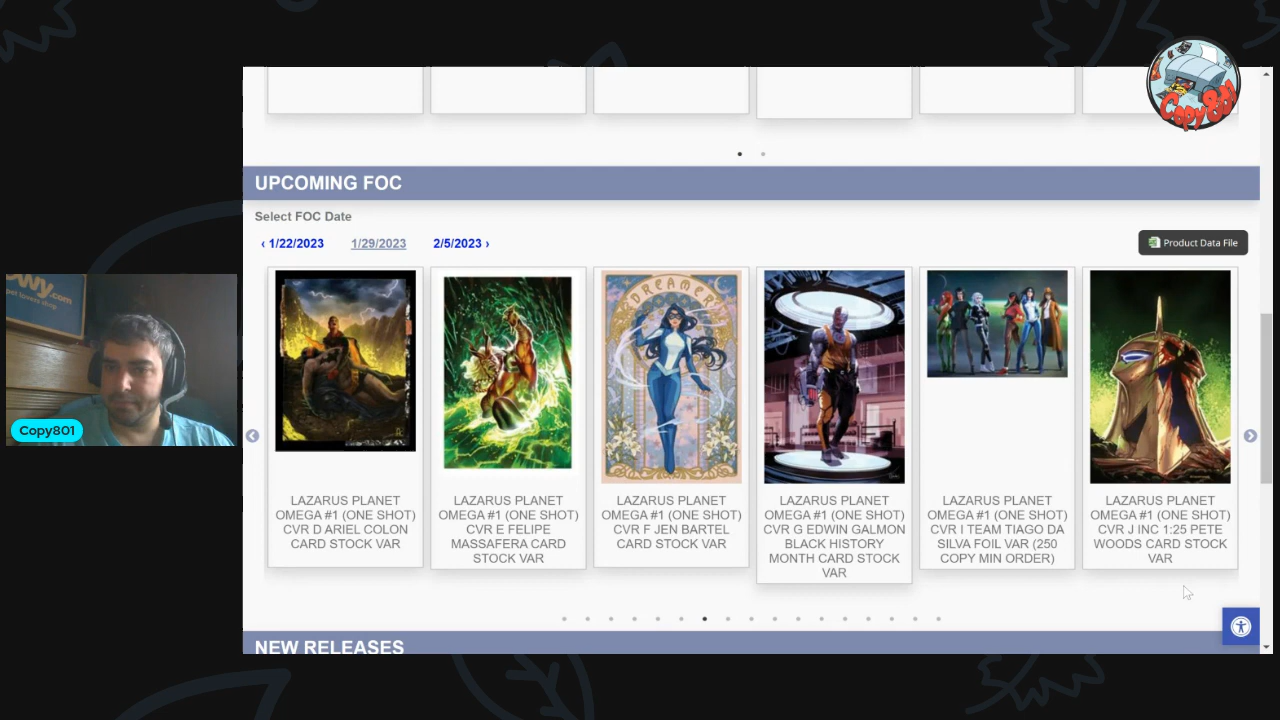 Copy801
UPCOMING FOC
Select FOC Date
‹ 1/22/2023
1/29/2023
2/5/2023 ›
Product Data File
DREAMER
LAZARUS PLANET
OMEGA #1 (ONE SHOT)
CVR D ARIEL COLON
CARD STOCK VAR
LAZARUS PLANET
OMEGA #1 (ONE SHOT)
CVR E FELIPE
MASSAFERA CARD
STOCK VAR
LAZARUS PLANET
OMEGA #1 (ONE SHOT)
CVR F JEN BARTEL
CARD STOCK VAR
LAZARUS PLANET
OMEGA #1 (ONE SHOT)
CVR G EDWIN GALMON
BLACK HISTORY
MONTH CARD STOCK
VAR
LAZARUS PLANET
OMEGA #1 (ONE SHOT)
CVR I TEAM TIAGO DA
SILVA FOIL VAR (250
COPY MIN ORDER)
LAZARUS PLANET
OMEGA #1 (ONE SHOT)
CVR J INC 1:25 PETE
WOODS CARD STOCK
VAR
Copy801
NEW RELEASES